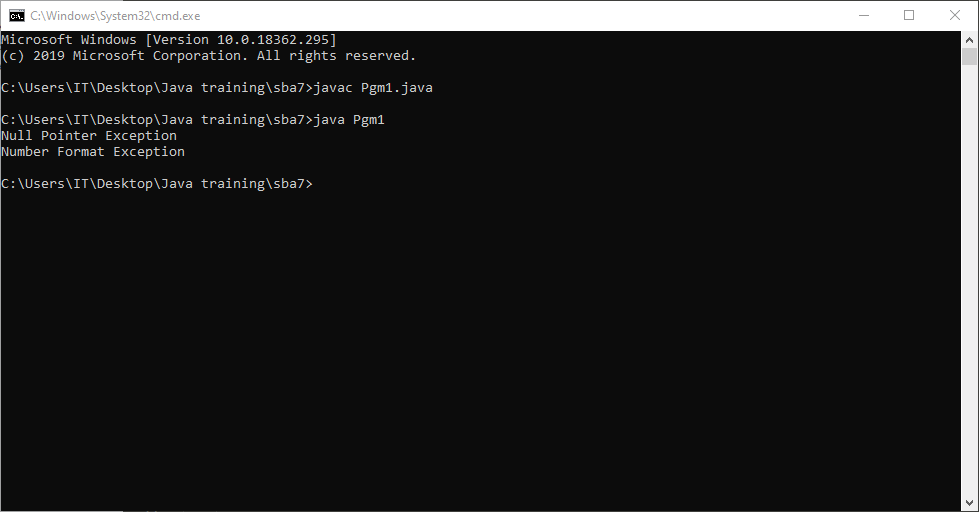 C:\Windows\System32\cmd.exe
Microsoft Windows [Version 10.0.18362.295]
(c) 2019 Microsoft Corporation. All rights reserved.
C:\Users\IT\Desktop\Java training\sba7>javac Pgm1.java
C:\Users\IT\Desktop\Java training\sba7>java Pgm1
Null Pointer Exception
Number Format Exception
C:\Users\IT\Desktop\Java training\sba7>